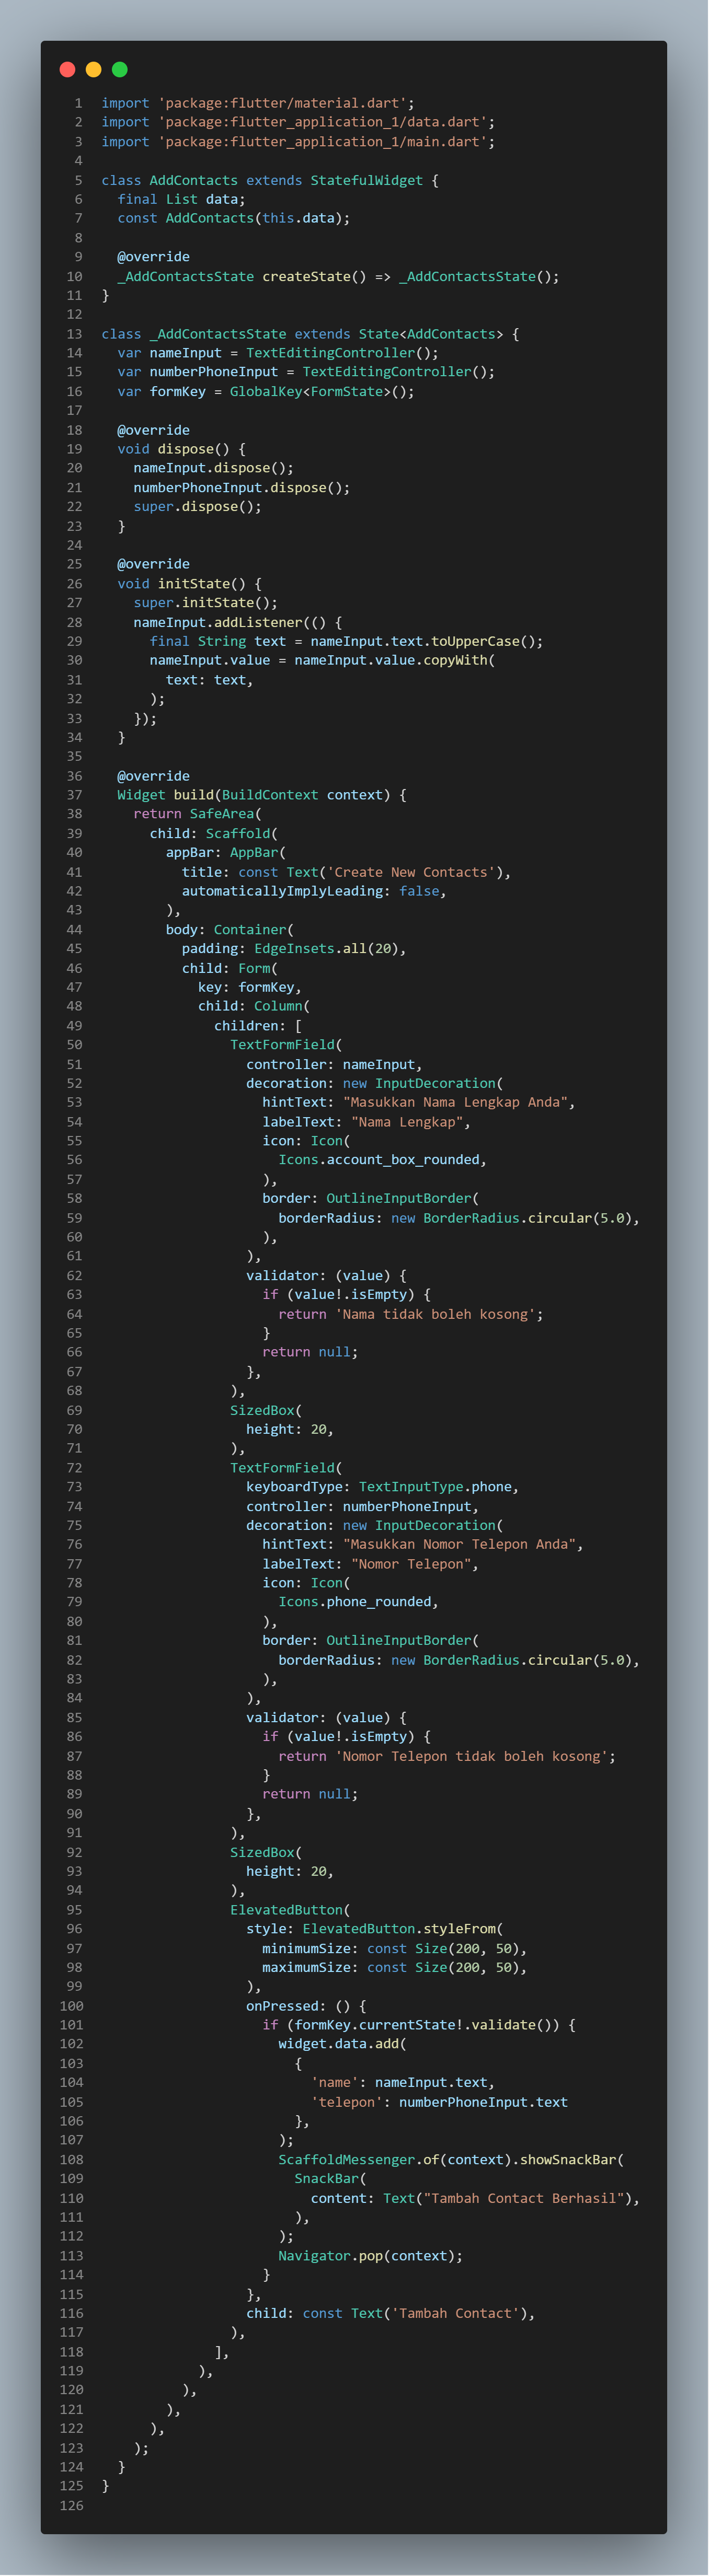 1 import 'package:flutter/material.dart';
2 import 'package:flutter_application_1/data.dart';
3 import 'package:flutter_application_1/main.dart';
4
5 class AddContacts extends StatefulWidget {
6   final List data;
7   const AddContacts(this.data);
8
9   @override
10   _AddContactsState createState() => _AddContactsState();
11 }
12
13 class _AddContactsState extends State<AddContacts> {
14   var nameInput = TextEditingController();
15   var numberPhoneInput = TextEditingController();
16   var formKey = GlobalKey<FormState>();
17
18   @override
19   void dispose() {
20     nameInput.dispose();
21     numberPhoneInput.dispose();
22     super.dispose();
23   }
24
25   @override
26   void initState() {
27     super.initState();
28     nameInput.addListener(() {
29       final String text = nameInput.text.toUpperCase();
30       nameInput.value = nameInput.value.copyWith(
31         text: text,
32       );
33     });
34   }
35
36   @override
37   Widget build(BuildContext context) {
38     return SafeArea(
39       child: Scaffold(
40         appBar: AppBar(
41           title: const Text('Create New Contacts'),
42           automaticallyImplyLeading: false,
43         ),
44         body: Container(
45           padding: EdgeInsets.all(20),
46           child: Form(
47             key: formKey,
48             child: Column(
49               children: [
50                 TextFormField(
51                   controller: nameInput,
52                   decoration: new InputDecoration(
53                     hintText: "Masukkan Nama Lengkap Anda",
54                     labelText: "Nama Lengkap",
55                     icon: Icon(
56                       Icons.account_box_rounded,
57                     ),
58                     border: OutlineInputBorder(
59                       borderRadius: new BorderRadius.circular(5.0),
60                     ),
61                   ),
62                   validator: (value) {
63                     if (value!.isEmpty) {
64                       return 'Nama tidak boleh kosong';
65                     }
66                     return null;
67                   },
68                 ),
69                 SizedBox(
70                   height: 20,
71                 ),
72                 TextFormField(
73                   keyboardType: TextInputType.phone,
74                   controller: numberPhoneInput,
75                   decoration: new InputDecoration(
76                     hintText: "Masukkan Nomor Telepon Anda",
77                     labelText: "Nomor Telepon",
78                     icon: Icon(
79                       Icons.phone_rounded,
80                     ),
81                     border: OutlineInputBorder(
82                       borderRadius: new BorderRadius.circular(5.0),
83                     ),
84                   ),
85                   validator: (value) {
86                     if (value!.isEmpty) {
87                       return 'Nomor Telepon tidak boleh kosong';
88                     }
89                     return null;
90                   },
91                 ),
92                 SizedBox(
93                   height: 20,
94                 ),
95                 ElevatedButton(
96                   style: ElevatedButton.styleFrom(
97                     minimumSize: const Size(200, 50),
98                     maximumSize: const Size(200, 50),
99                   ),
100                   onPressed: () {
101                     if (formKey.currentState!.validate()) {
102                       widget.data.add(
103                         {
104                           'name': nameInput.text,
105                           'telepon': numberPhoneInput.text
106                         },
107                       );
108                       ScaffoldMessenger.of(context).showSnackBar(
109                         SnackBar(
110                           content: Text("Tambah Contact Berhasil"),
111                         ),
112                       );
113                       Navigator.pop(context);
114                     }
115                   },
116                   child: const Text('Tambah Contact'),
117                 ),
118               ],
119             ),
120           ),
121         ),
122       ),
123     );
124   }
125 }
126